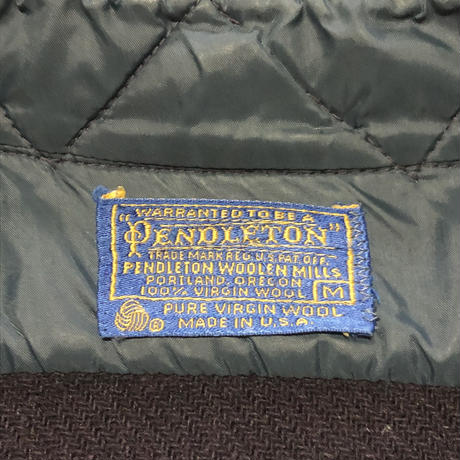 WARRANTED TO BE A
"PENDLETON"
TRADE MARK REG. U.S. PAT. OFF.
PENDLETON WOOLEN MILLS
PORTLAND, OREGON
100% VIRGIN WOOL M
PURE VIRGIN WOOL
® MADE IN U.S.A